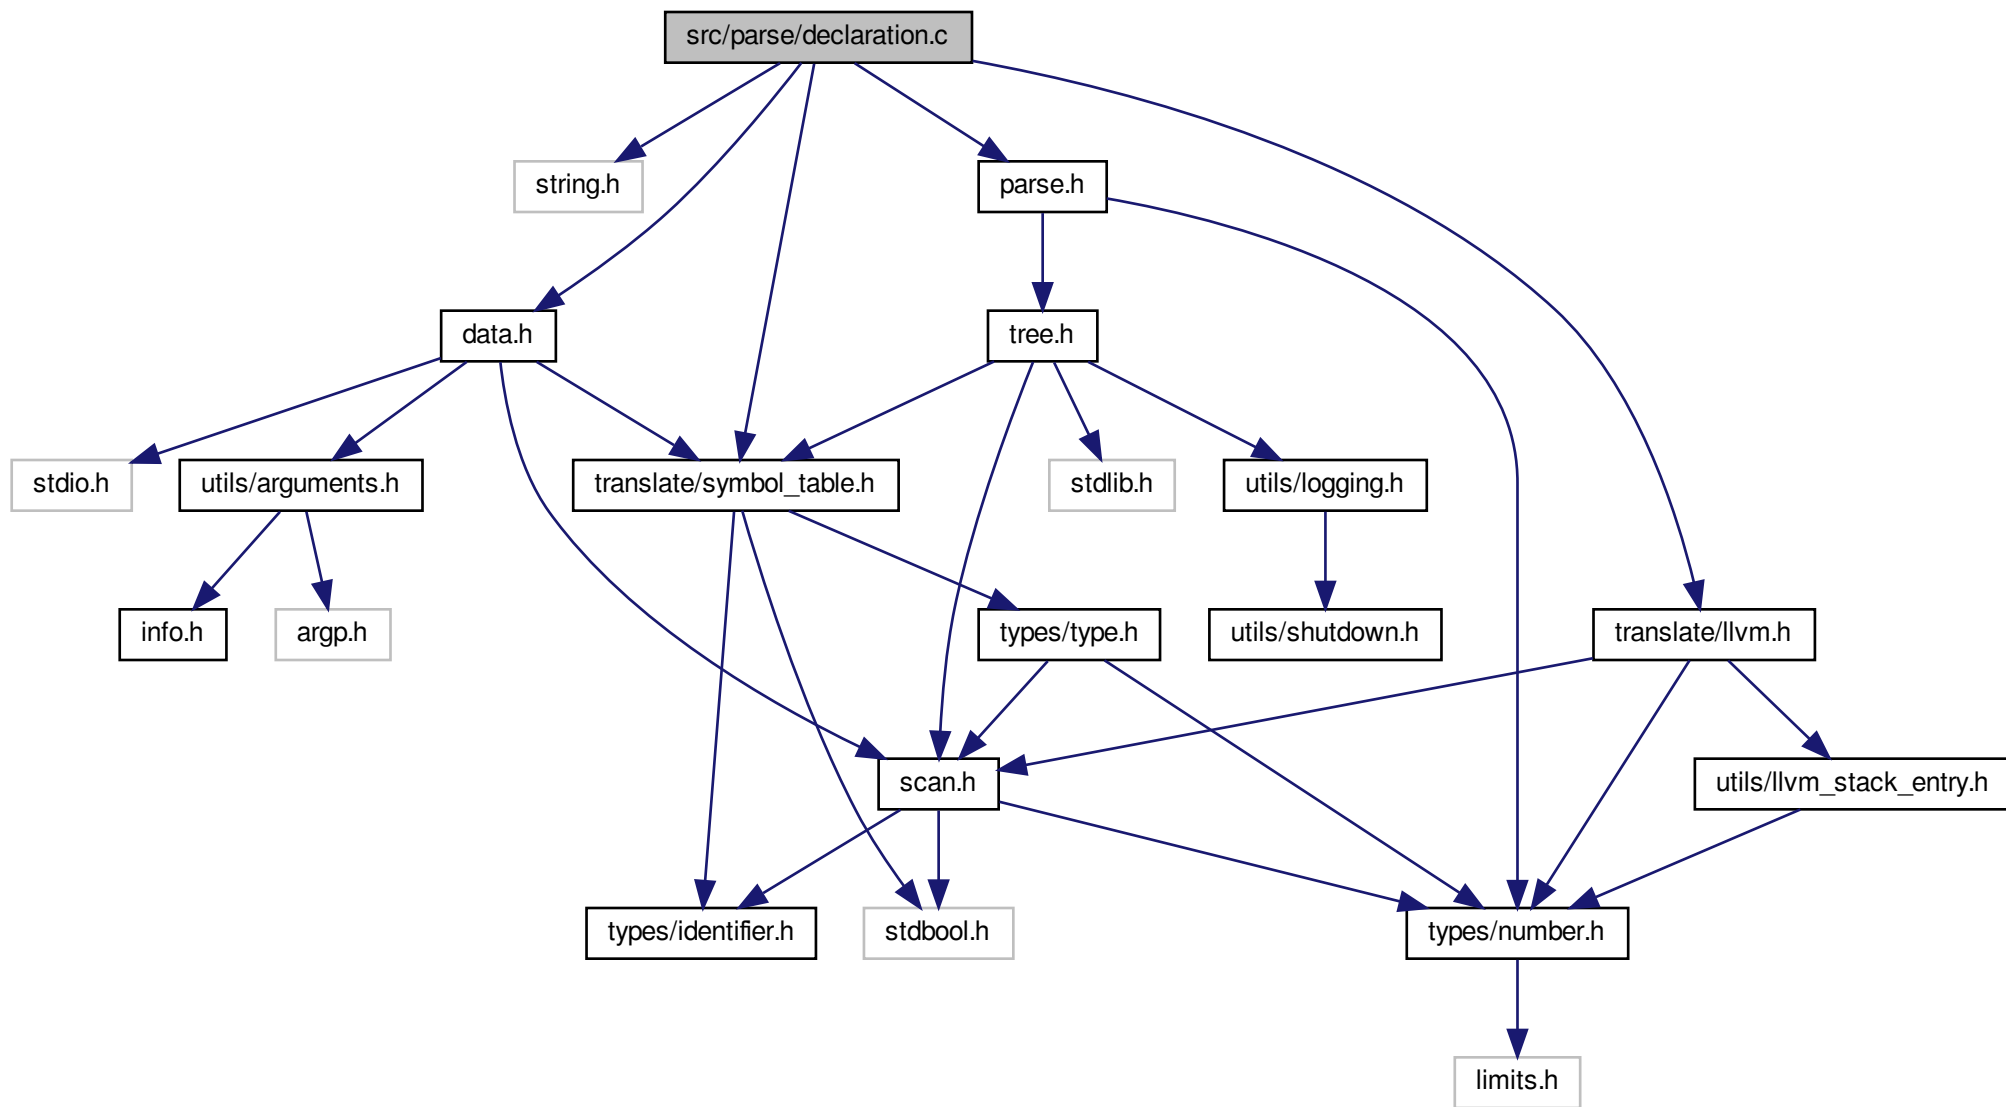 src/parse/declaration.c
string.h
parse.h
data.h
tree.h
stdio.h
utils/arguments.h
translate/symbol_table.h
stdlib.h
utils/logging.h
info.h
argp.h
types/type.h
utils/shutdown.h
translate/llvm.h
scan.h
utils/llvm_stack_entry.h
types/identifier.h
stdbool.h
types/number.h
limits.h